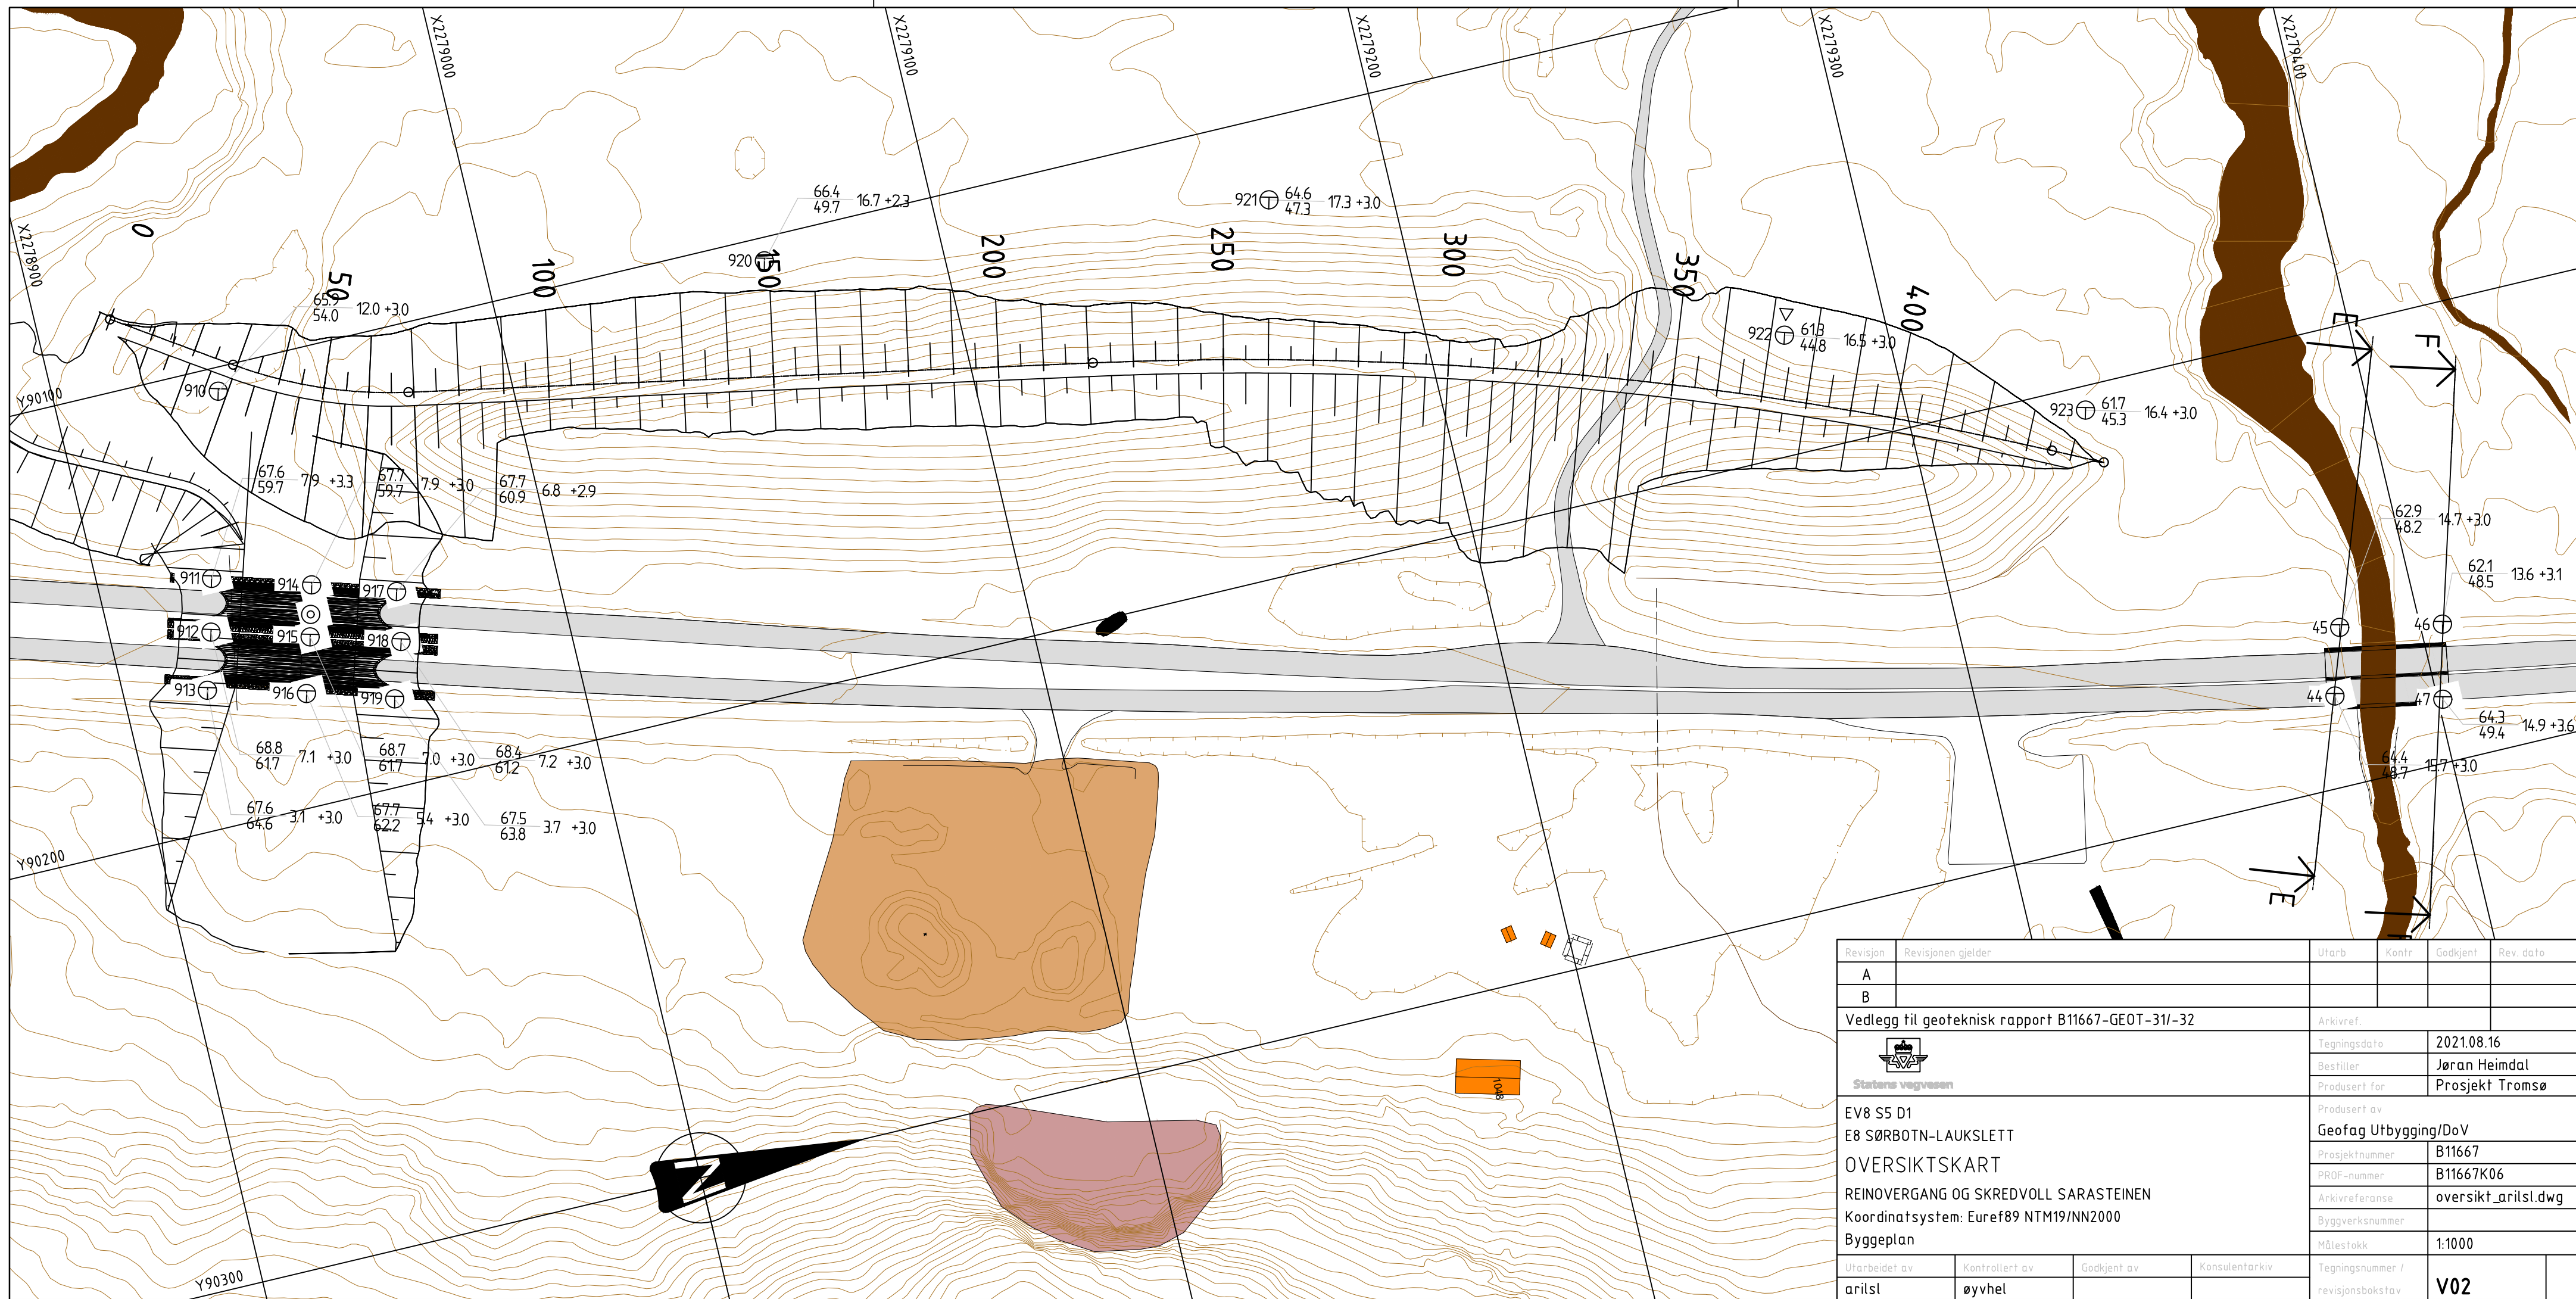 X2279000
X2279100
X2279200
X2279300
X2279400
X2278900
0
50
100
150
200
250
300
350
400
66.4
49.7
16.7 +2.3
920
921
64.6
47.3
17.3 +3.0
65.9
54.0
12.0 +3.0
910
922
61.3
44.8
16.5 +3.0
923
61.7
45.3
16.4 +3.0
E
F
Y90100
67.6
59.7
7.9 +3.3
67.7
59.7
7.9 +3.0
67.7
60.9
6.8 +2.9
62.9
48.2
14.7 +3.0
62.1
48.5
13.6 +3.1
911
914
917
912
915
918
913
916
919
45
46
44
47
64.3
49.4
14.9 +3.6
64.4
48.7
15.7 +3.0
68.8
61.7
7.1 +3.0
68.7
61.7
7.0 +3.0
68.4
61.2
7.2 +3.0
67.6
64.6
3.1 +3.0
67.7
62.2
5.4 +3.0
67.5
63.8
3.7 +3.0
Y90200
E
1048
N
Y90300
Revisjon Revisjonen gjelder Utarb Kontr Godkjent Rev. dato
A
B
Vedlegg til geoteknisk rapport B11667-GEOT-31/-32
Arkivref.
Statens vegvesen
Tegningsdato 2021.08.16
Bestiller Jøran Heimdal
Produsert for Prosjekt Tromsø
EV8 S5 D1
E8 SØRBOTN-LAUKSLETT
OVERSIKTSKART
REINOVERGANG OG SKREDVOLL SARASTEINEN
Koordinatsystem: Euref89 NTM19/NN2000
Byggeplan
Produsert av
Geofag Utbygging/DoV
Prosjektnummer B11667
PROF-nummer B11667K06
Arkivreferanse oversikt_arilsl.dwg
Byggverksnummer
Målestokk 1:1000
Utarbeidet av Kontrollert av Godkjent av Konsulentarkiv
arilsl øyvhel
Tegningsnummer /
revisjonsbokstav V02